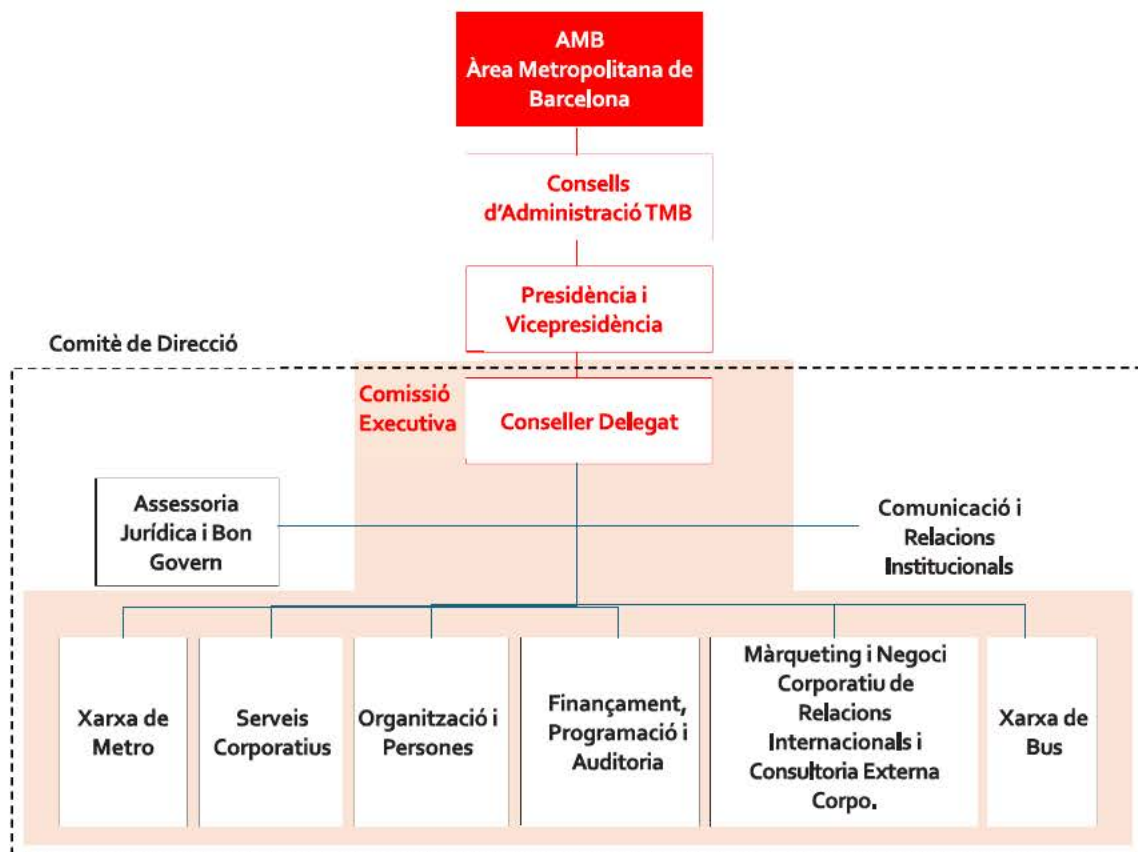 AMB
Àrea Metropolitana de
Barcelona
Consells
d'Administració TMB
Presidència i
Vicepresidència
Comitè de Direcció
Comissió
Executiva
Conseller Delegat
Assessoria
Jurídica i Bon
Govern
Comunicació i
Relacions
Institucionals
Xarxa de
Metro
Serveis
Corporatius
Organització i
Persones
Finançament,
Programació i
Auditoria
Màrqueting i Negoci
Corporatiu de
Relacions
Internacionals i
Consultoria Externa
Corpo.
Xarxa de
Bus